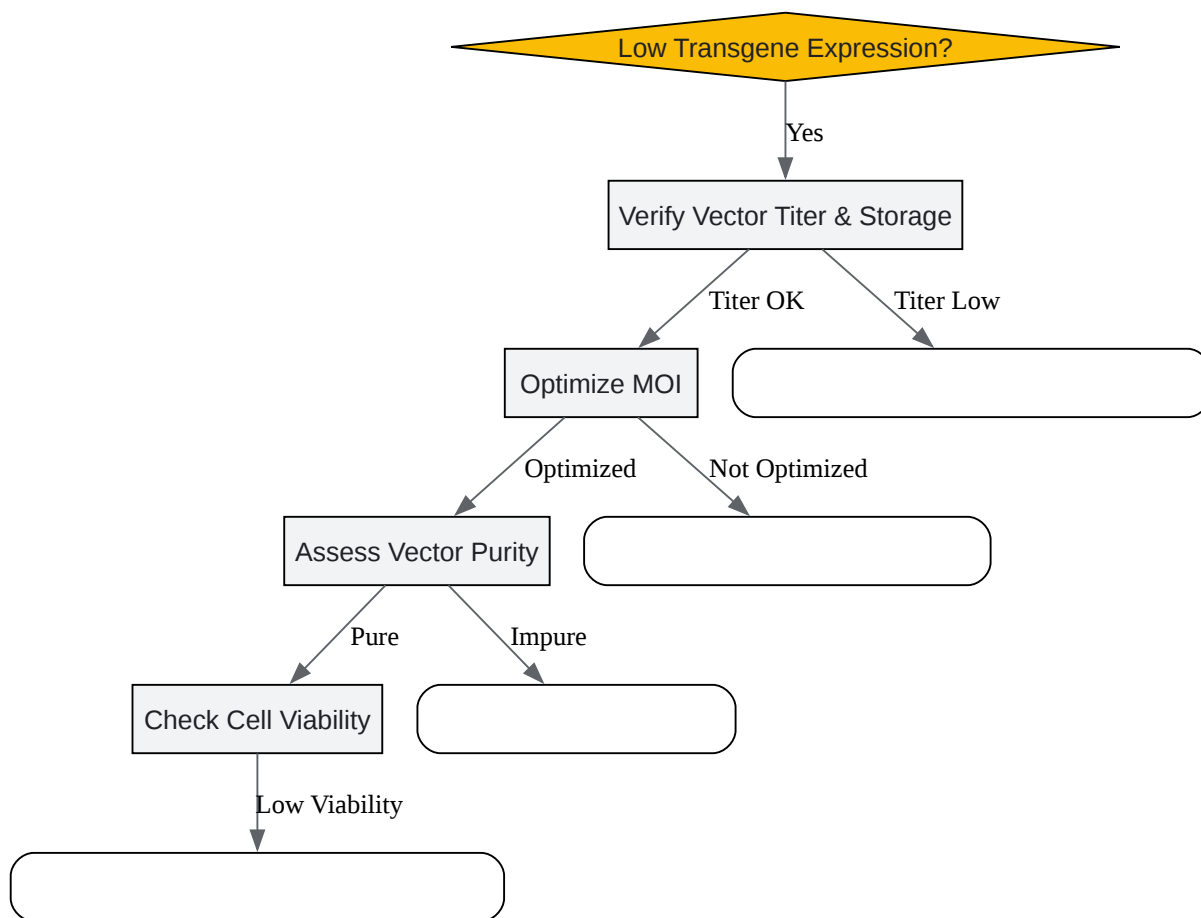 Low Transgene Expression?
Yes
Verify Vector Titer & Storage
Titer OK
Titer Low
Optimize MOI
Optimized
Not Optimized
Assess Vector Purity
Pure
Impure
Check Cell Viability
Low Viability